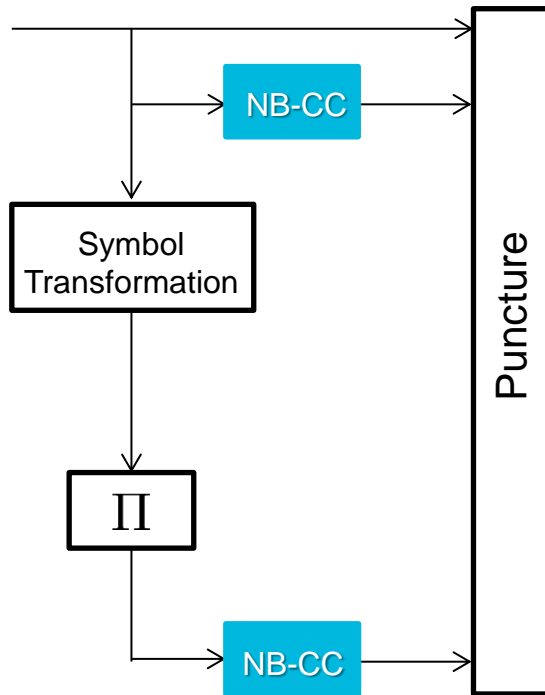 NB-CC
Symbol
Transformation
Puncture
Π
NB-CC